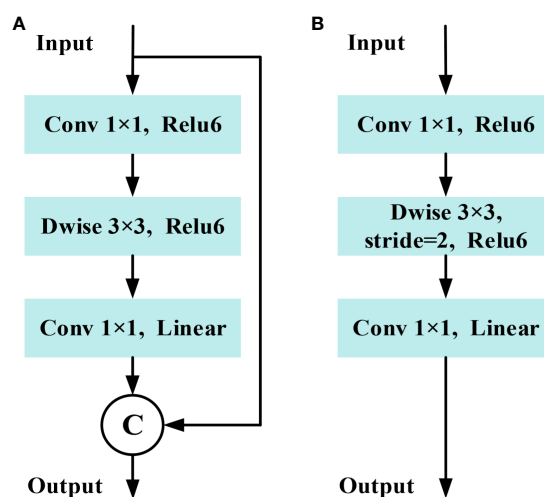 A
Input
Conv 1×1, Relu6
Dwise 3×3, Relu6
Conv 1×1, Linear
C
Output
B
Input
Conv 1×1, Relu6
Dwise 3×3,
stride=2, Relu6
Conv 1×1, Linear
Output